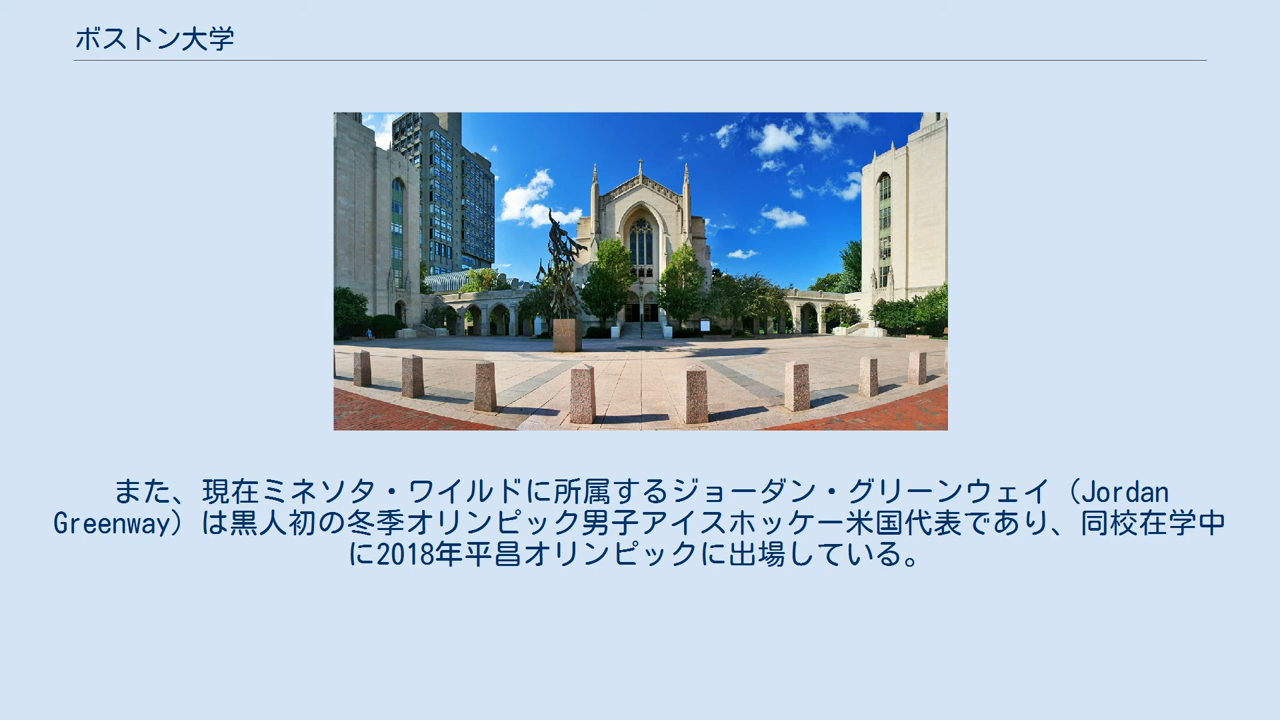 ボストン大学
また、現在ミネソタ・ワイルドに所属するジョーダン・グリーンウェイ（Jordan
Greenway）は黒人初の冬季オリンピック男子アイスホッケー米国代表であり、同校在学中
に2018年平昌オリンピックに出場している。